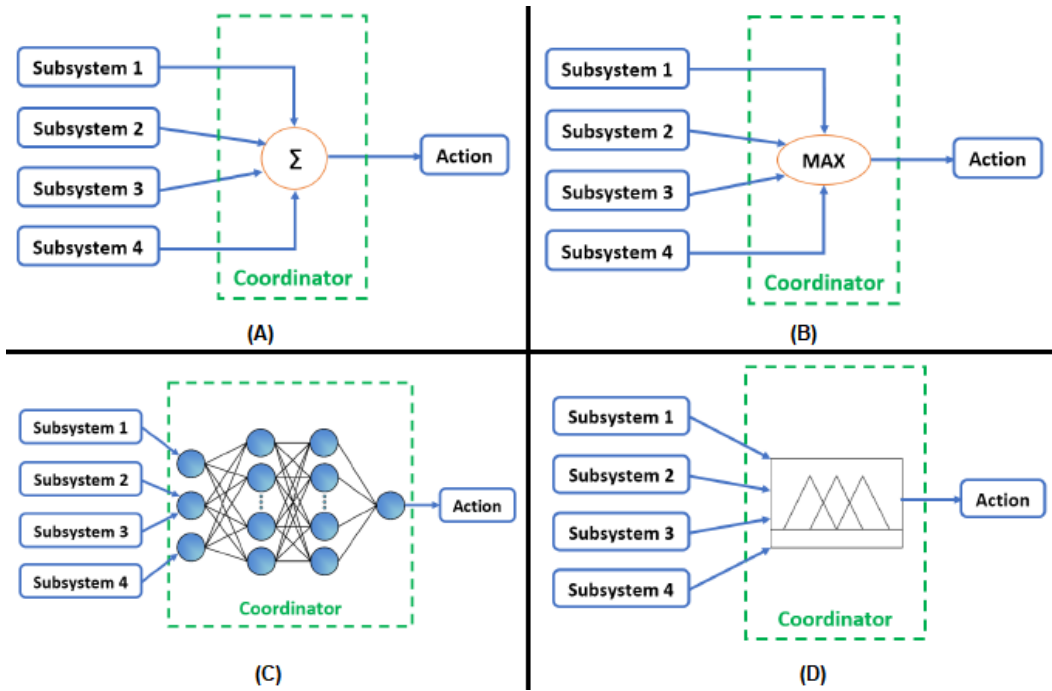 Subsystem 1
Subsystem 2
Subsystem 3
Subsystem 4
Σ
Action
Coordinator
(A)
Subsystem 1
Subsystem 2
Subsystem 3
Subsystem 4
MAX
Action
Coordinator
(B)
Subsystem 1
Subsystem 2
Subsystem 3
Subsystem 4
Action
Coordinator
(C)
Subsystem 1
Subsystem 2
Subsystem 3
Subsystem 4
Action
Coordinator
(D)